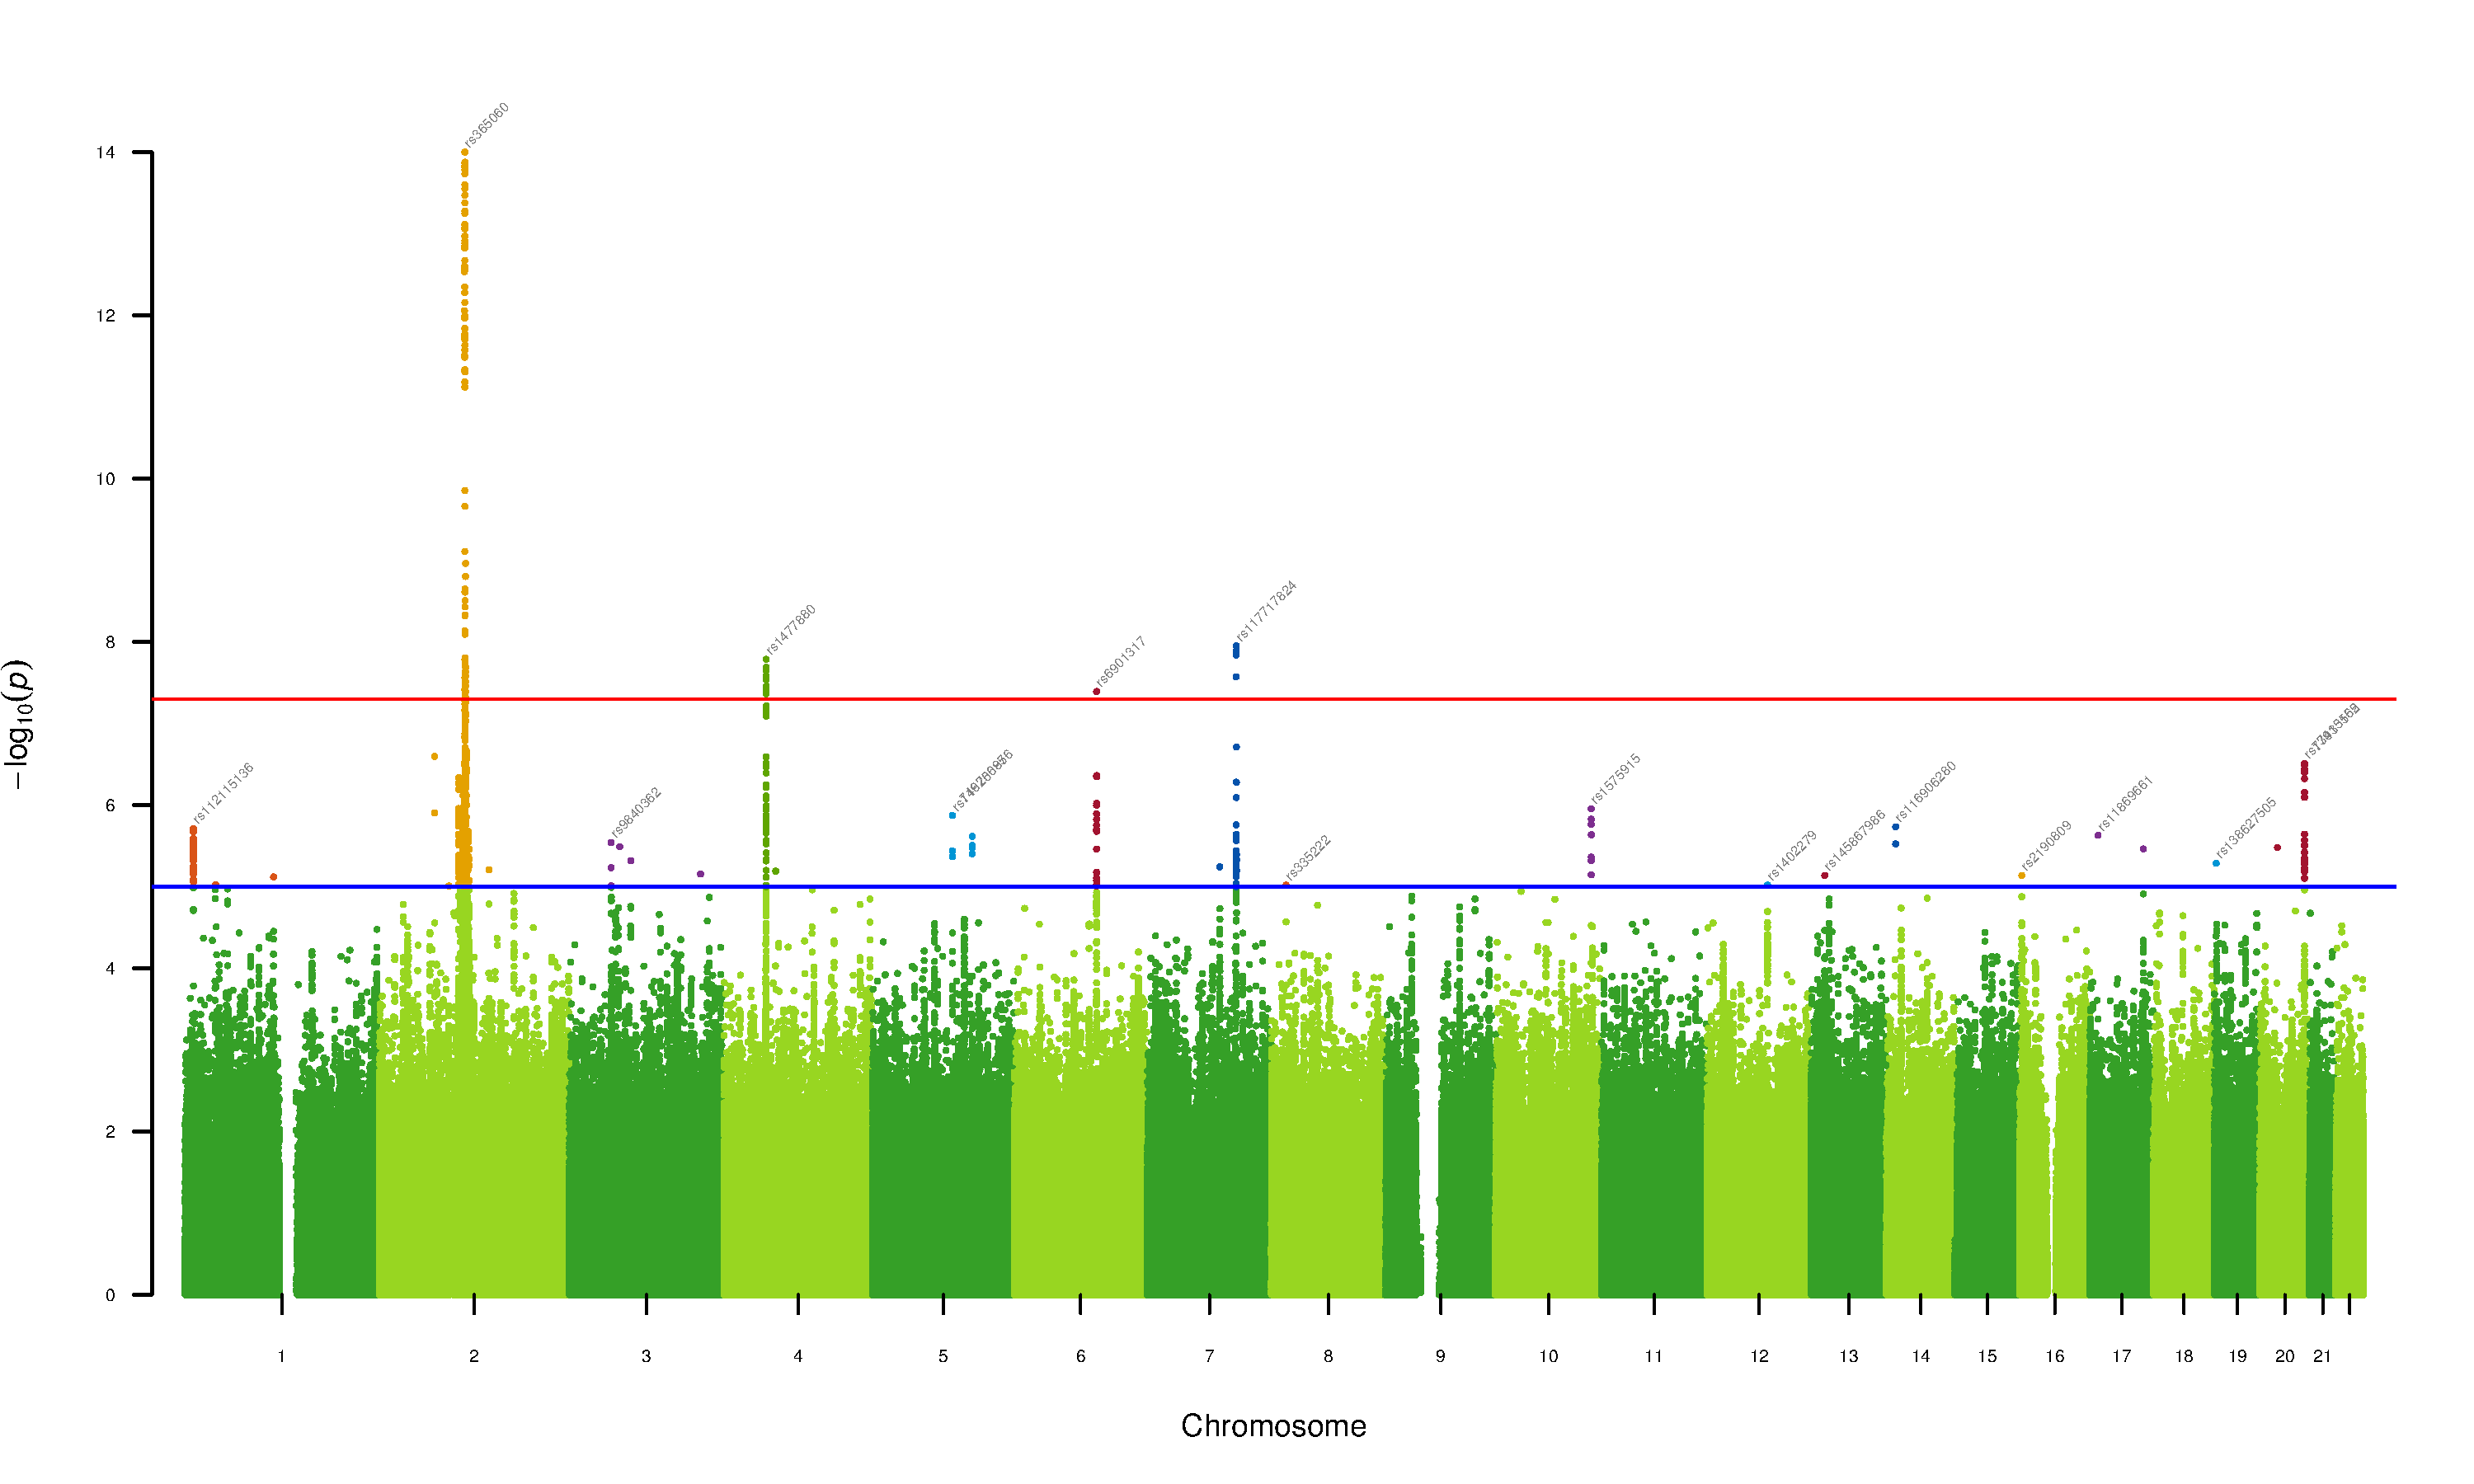 rs365060
14
12
10
8
6
4
2
0
−log10(p)
rs117717824
rs1477880
rs6901317
rs112115136
rs9840362
rs335222
rs1575915
rs1402279
rs145867986
rs116906280
rs2190809
rs11869661
rs138627505
1 2 3 4 5 6 7 8 9 10 11 12 13 14 15 16 17 18 19 20 21
Chromosome